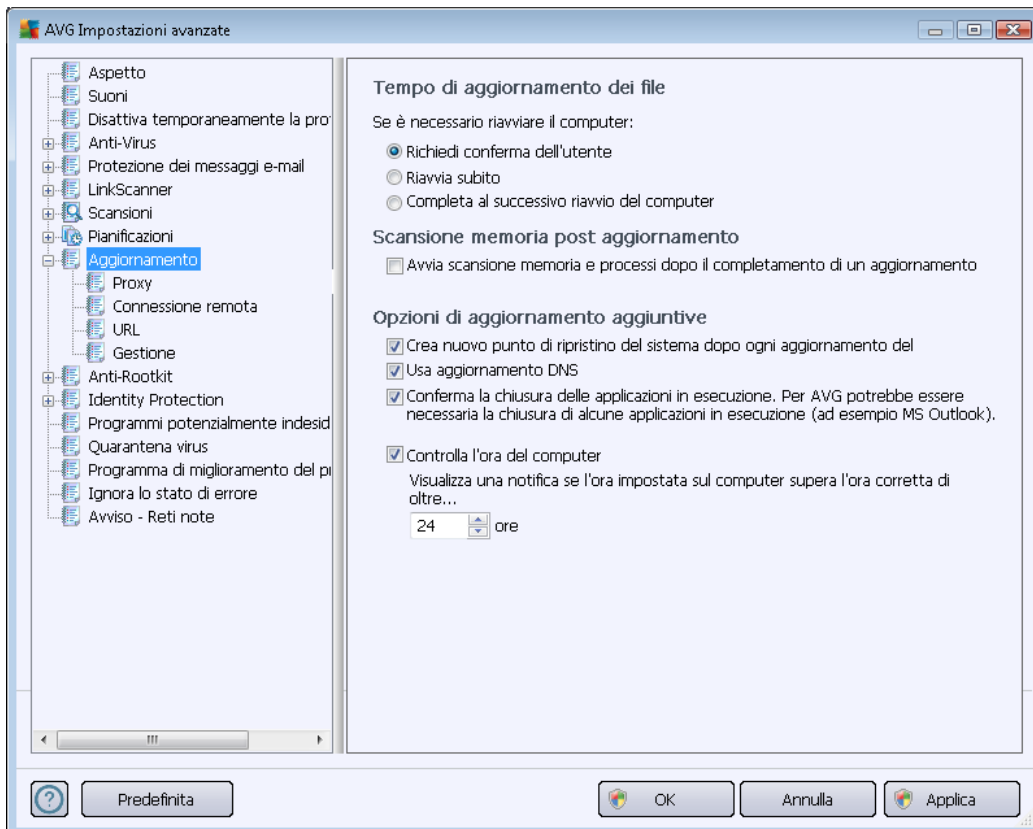 AVG Impostazioni avanzate
Aspetto
Suoni
Disattiva temporaneamente la pro
Anti-Virus
Protezione dei messaggi e-mail
LinkScanner
Scansioni
Pianificazioni
Aggiornamento
Proxy
Connessione remota
URL
Gestione
Anti-Rootkit
Identity Protection
Programmi potenzialmente indesid
Quarantena virus
Programma di miglioramento del pr
Ignora lo stato di errore
Avviso - Reti note
Tempo di aggiornamento dei file
Se è necessario riavviare il computer:
Richiedi conferma dell'utente
Riavvia subito
Completa al successivo riavvio del computer
Scansione memoria post aggiornamento
Avvia scansione memoria e processi dopo il completamento di un aggiornamento
Opzioni di aggiornamento aggiuntive
Crea nuovo punto di ripristino del sistema dopo ogni aggiornamento del
Usa aggiornamento DNS
Conferma la chiusura delle applicazioni in esecuzione. Per AVG potrebbe essere
necessaria la chiusura di alcune applicazioni in esecuzione (ad esempio MS Outlook).
Controlla l'ora del computer
Visualizza una notifica se l'ora impostata sul computer supera l'ora corretta di
oltre...
24 ore
? Predefinita OK Annulla Applica